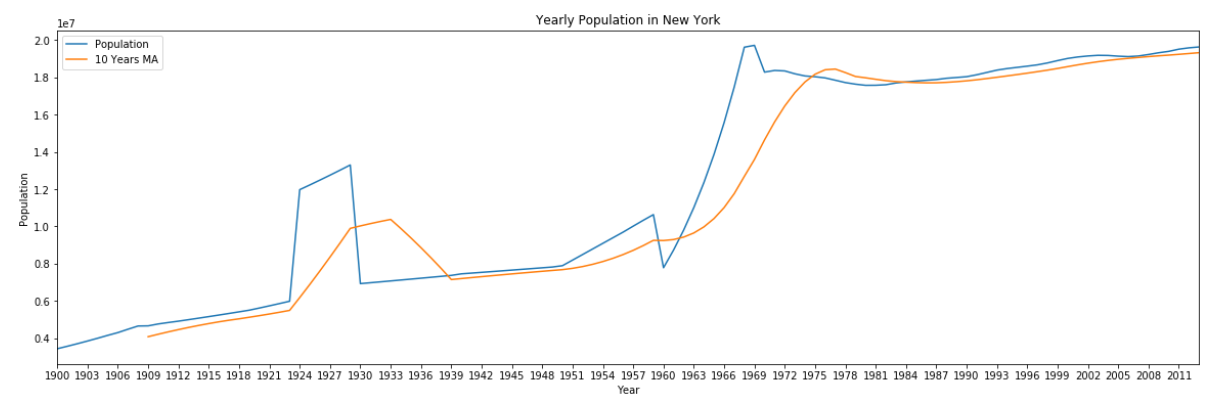 Yearly Population in New York
1e7
Population
10 Years MA
2.0
1.8
1.6
1.4
1.2
1.0
0.8
0.6
0.4
Population
1900 1903 1906 1909 1912 1915 1918 1921 1924 1927 1930 1933 1936 1939 1942 1945 1948 1951 1954 1957 1960 1963 1966 1969 1972 1975 1978 1981 1984 1987 1990 1993 1996 1999 2002 2005 2008 2011
Year